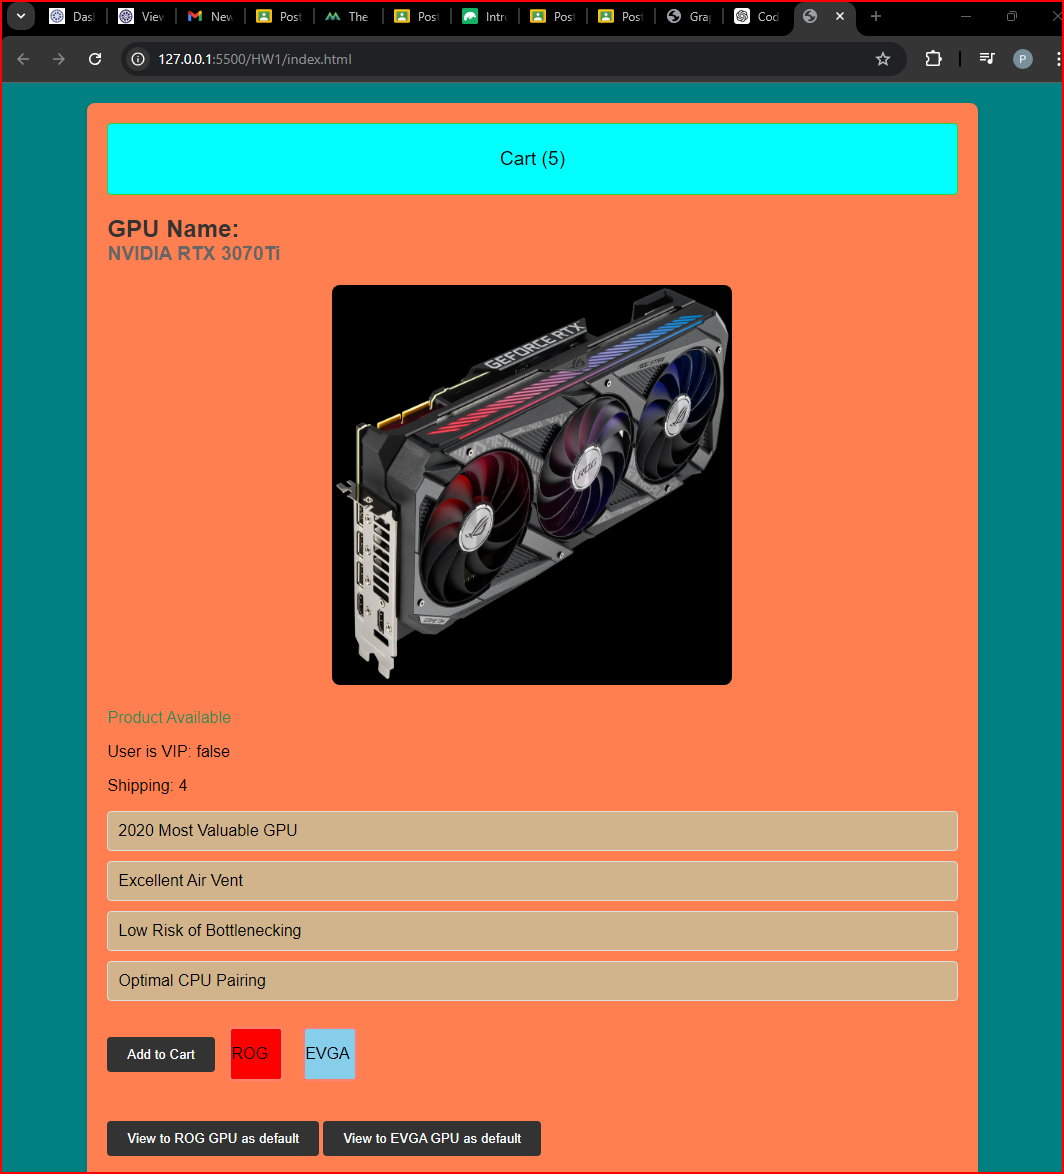 Dash
View
New
Post
The
Post
Intro
Post
Post
Grap
Cod
127.0.0.1:5500/HW1/index.html
P
Cart (5)
GPU Name:
NVIDIA RTX 3070Ti
GEFORCE RTX
ROG
Product Available
User is VIP: false
Shipping: 4
2020 Most Valuable GPU
Excellent Air Vent
Low Risk of Bottlenecking
Optimal CPU Pairing
Add to Cart ROG EVGA
View to ROG GPU as default View to EVGA GPU as default